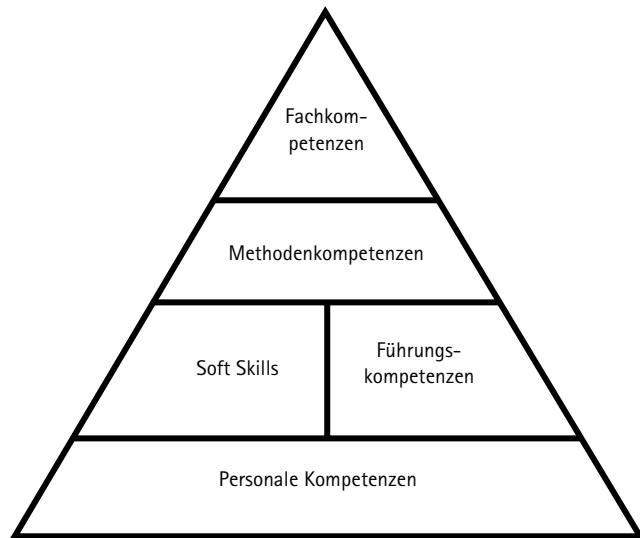 Fachkom-
petenzen
Methodenkompetenzen
Soft Skills
Führungs-
kompetenzen
Personale Kompetenzen